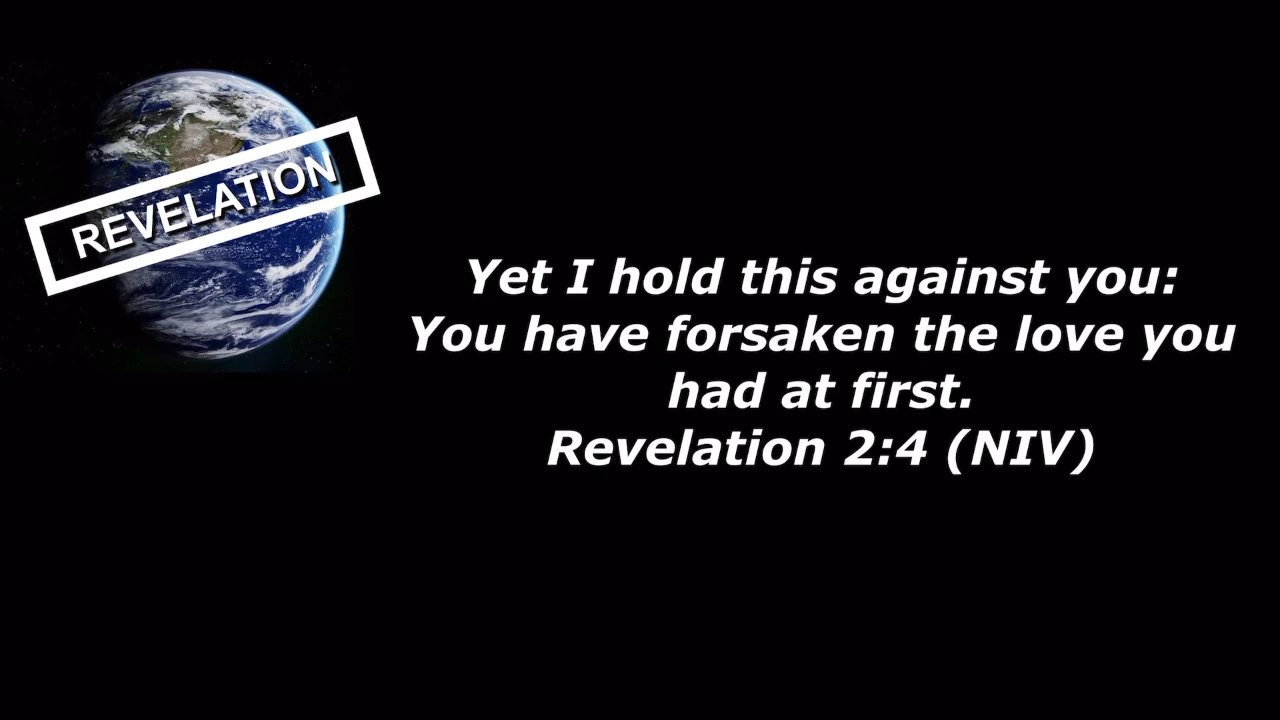 REVELATION
Yet I hold this against you:
You have forsaken the love you
had at first.
Revelation 2:4 (NIV)